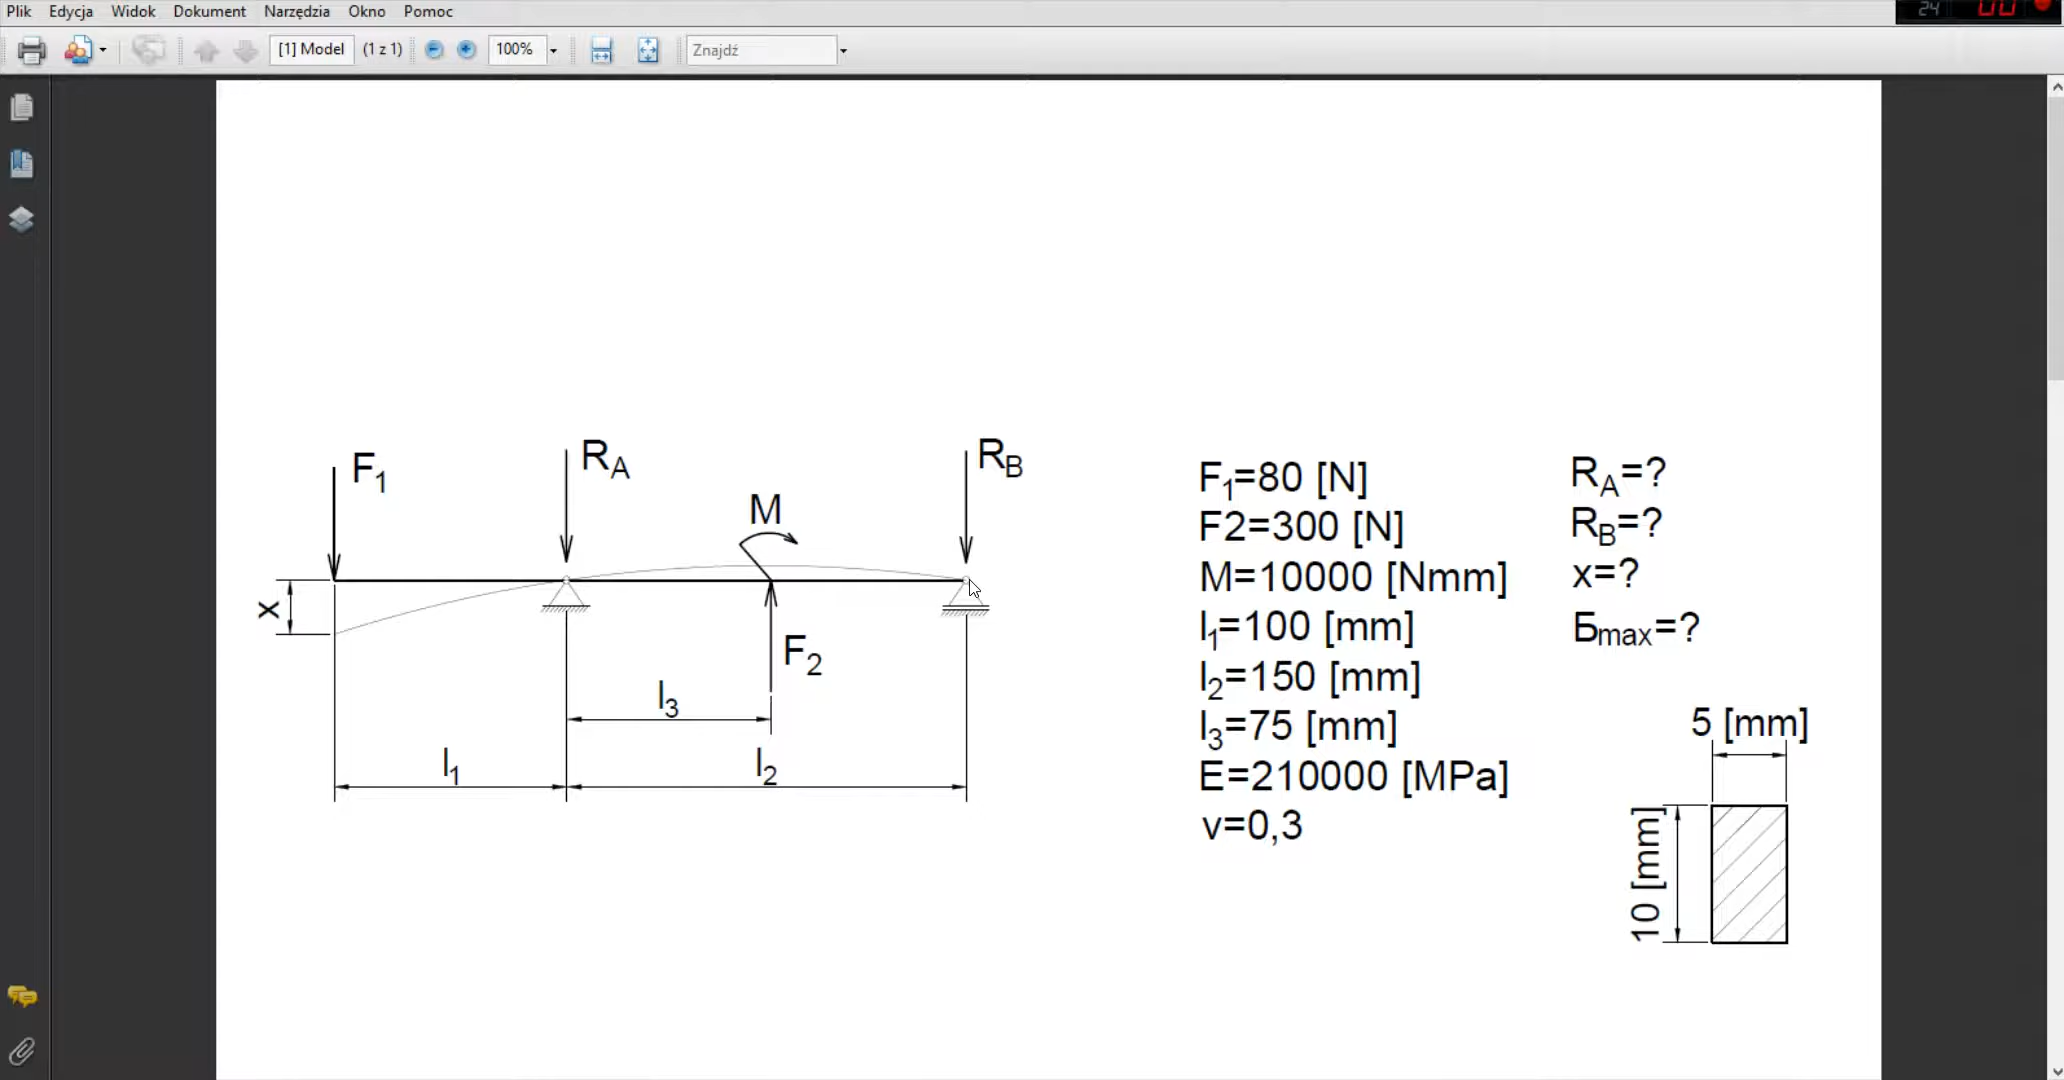 Plik Edycja Widok Dokument Narzędzia Okno Pomoc
24 00
[1] Model (1 z 1) 100% Znajdź
F1 RA M RB
x
F2
l3
l1 l2
F1=80 [N]
F2=300 [N]
M=10000 [Nmm]
l1=100 [mm]
l2=150 [mm]
l3=75 [mm]
E=210000 [MPa]
v=0,3
RA=?
RB=?
x=?
Бmax=?
5 [mm]
10 [mm]